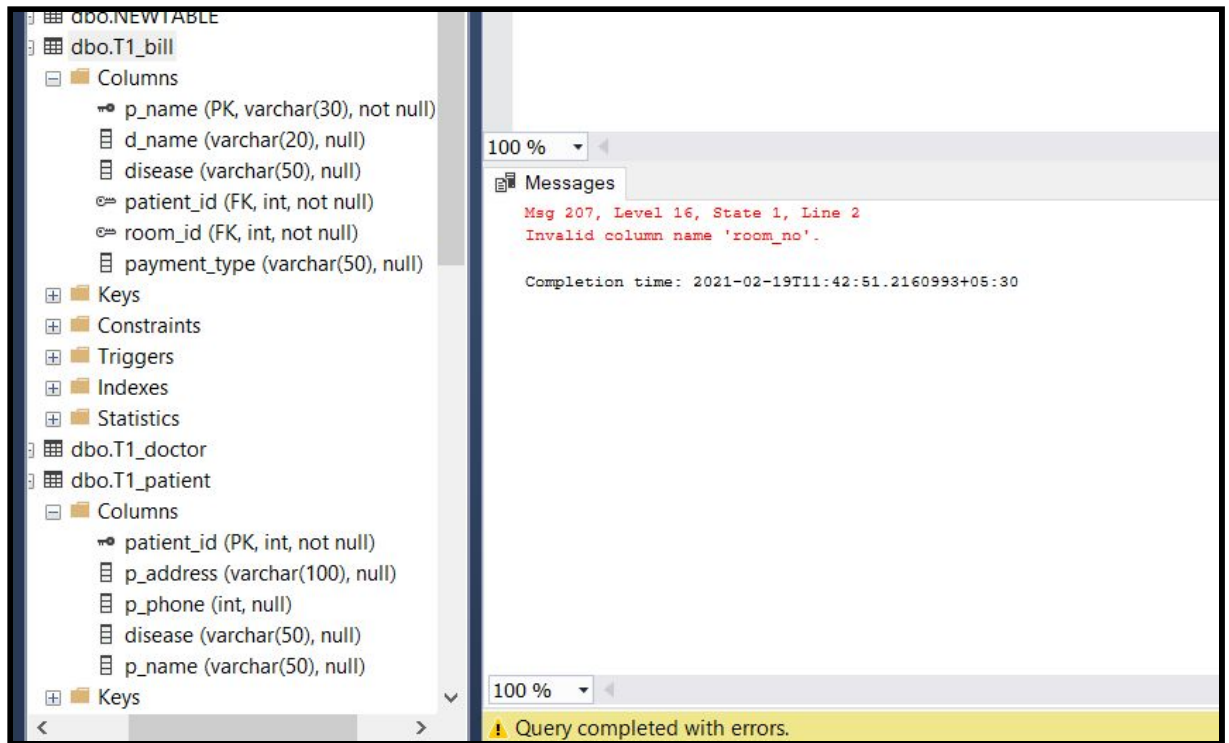 dbo.NEWTABLE
dbo.T1_bill
Columns
p_name (PK, varchar(30), not null)
d_name (varchar(20), null)
disease (varchar(50), null)
patient_id (FK, int, not null)
room_id (FK, int, not null)
payment_type (varchar(50), null)
Keys
Constraints
Triggers
Indexes
Statistics
dbo.T1_doctor
dbo.T1_patient
Columns
patient_id (PK, int, not null)
p_address (varchar(100), null)
p_phone (int, null)
disease (varchar(50), null)
p_name (varchar(50), null)
Keys
100 %
Messages
Msg 207, Level 16, State 1, Line 2
Invalid column name 'room_no'.
Completion time: 2021-02-19T11:42:51.2160993+05:30
100 %
Query completed with errors.